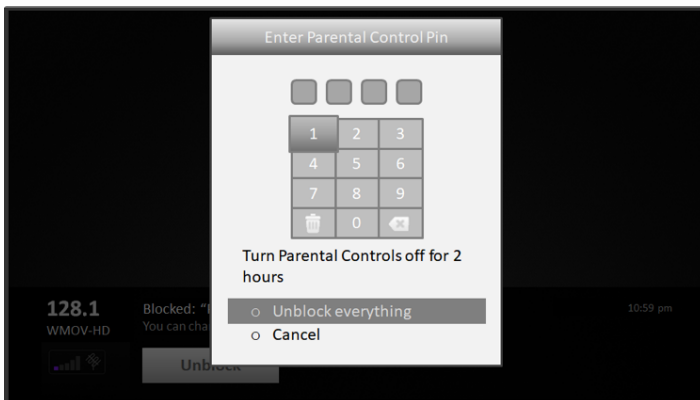 Enter Parental Control Pin
1 2 3
4 5 6
7 8 9
0
Turn Parental Controls off for 2
hours
o Unblock everything
o Cancel
128.1
WMOV-HD
Blocked: "
You can cha
10:59 pm
Unblock